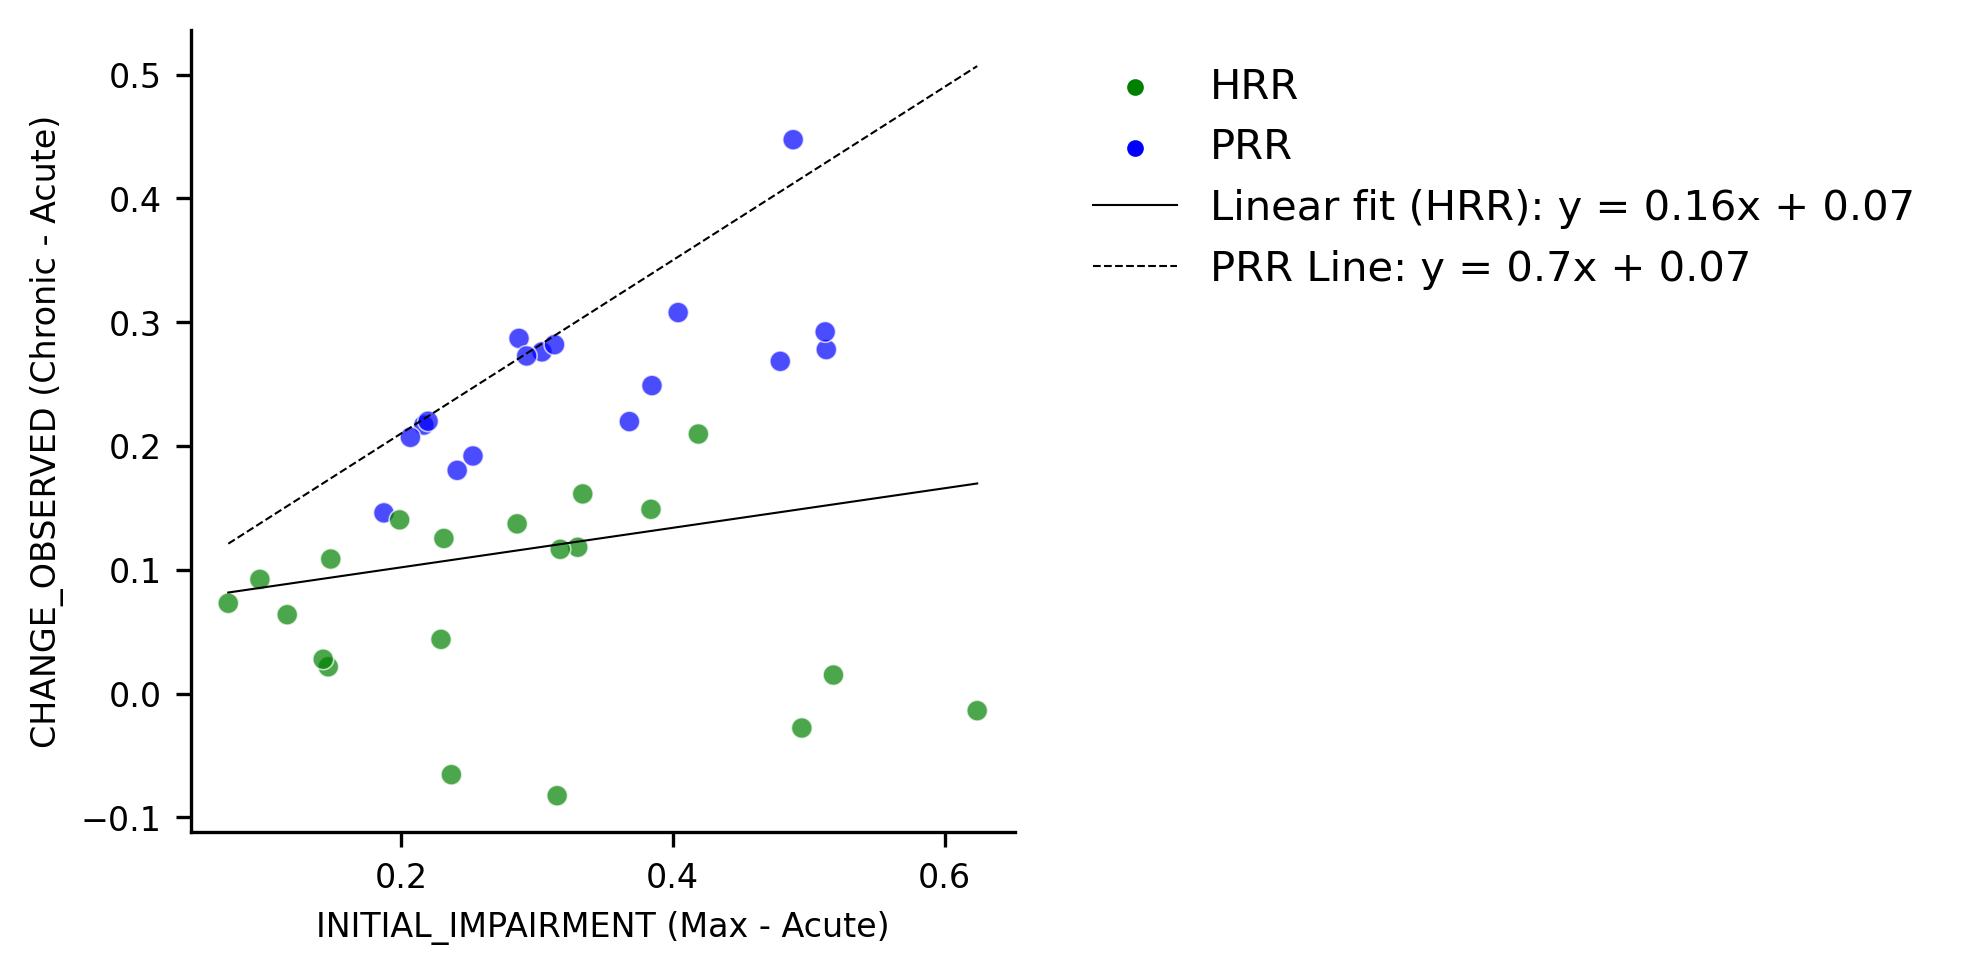 CHANGE_OBSERVED (Chronic - Acute)
0.5
0.4
0.3
0.2
0.1
0.0
−0.1
0.2 0.4 0.6
INITIAL_IMPAIRMENT (Max - Acute)
HRR
PRR
Linear fit (HRR): y = 0.16x + 0.07
PRR Line: y = 0.7x + 0.07